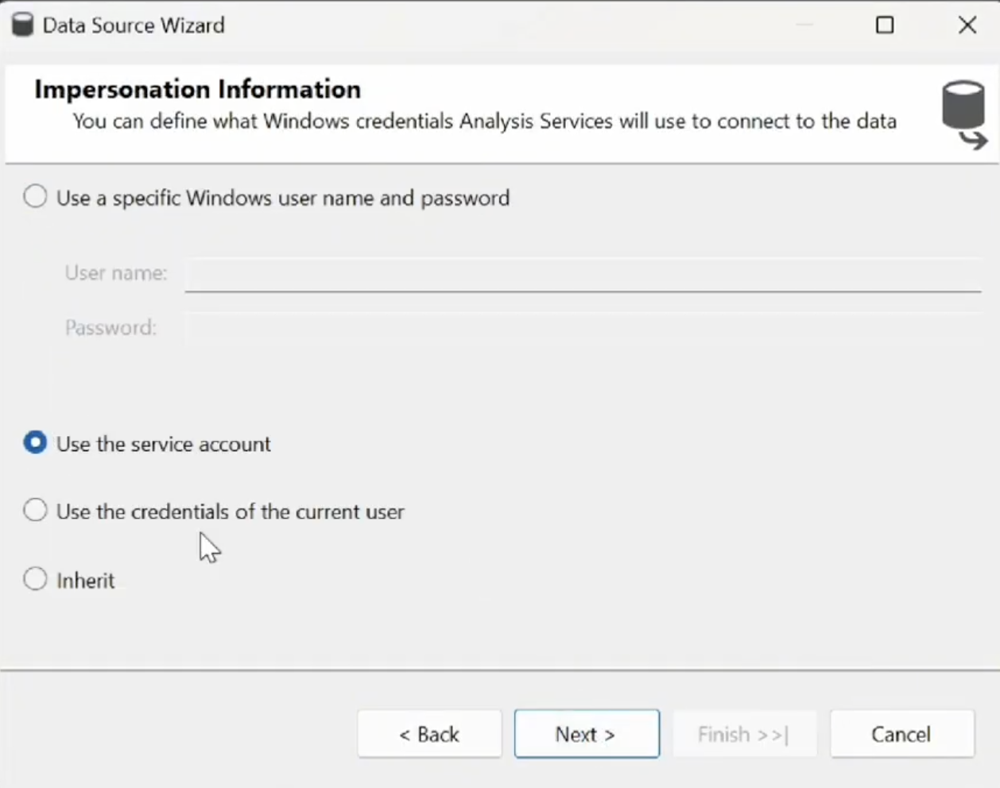 Data Source Wizard
Impersonation Information
You can define what Windows credentials Analysis Services will use to connect to the data
Use a specific Windows user name and password
User name:
Password:
Use the service account
Use the credentials of the current user
Inherit
< Back
Next >
Finish >>|
Cancel